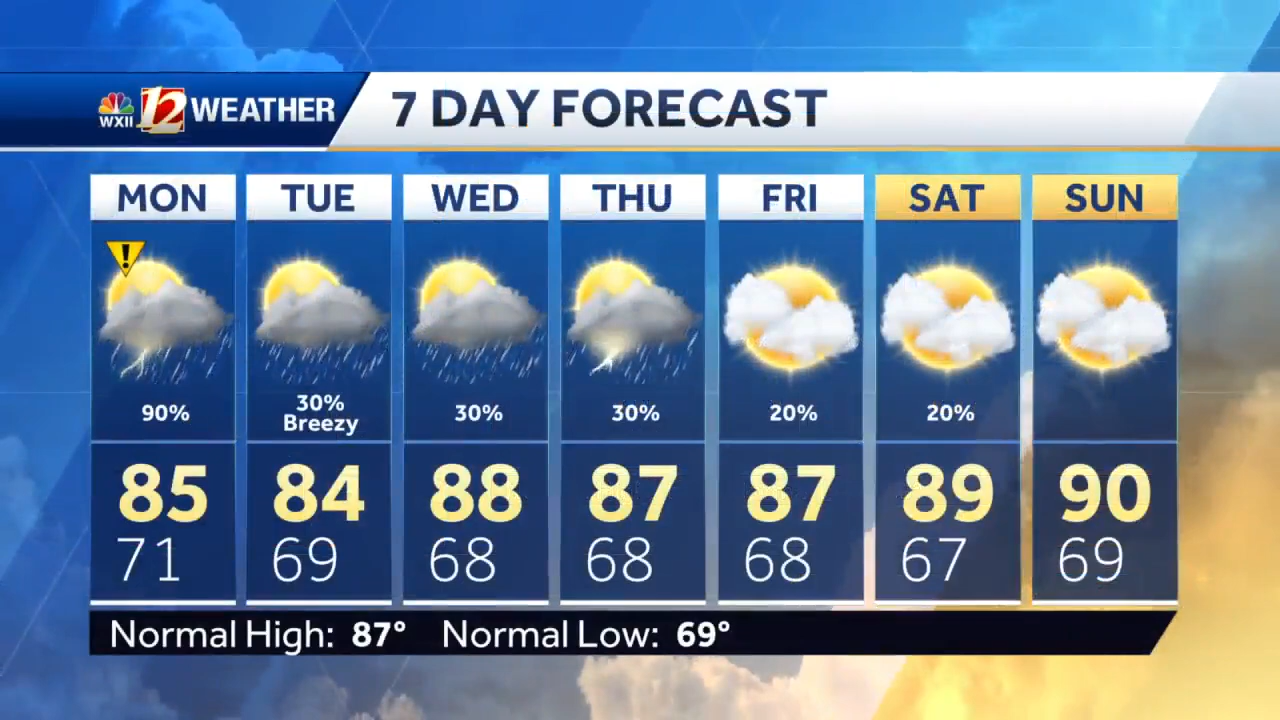 WXII 12 WEATHER
7 DAY FORECAST
MON TUE WED THU FRI SAT SUN
!
90% 30% 30% 30% 20% 20%
Breezy
85 84 88 87 87 89 90
71 69 68 68 68 67 69
Normal High: 87° Normal Low: 69°